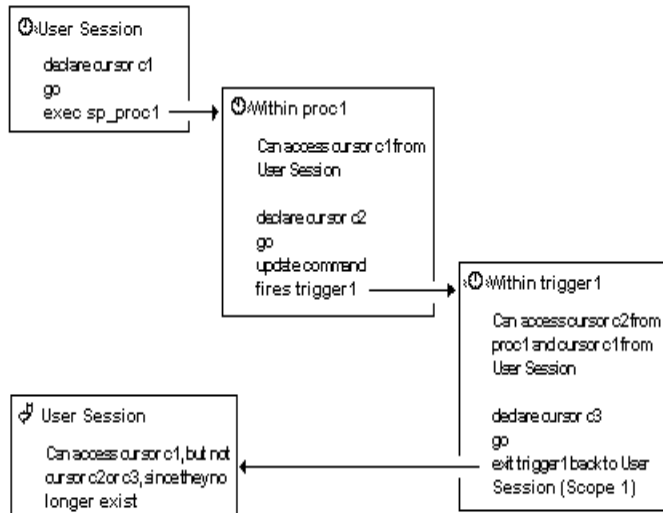 User Session
declare cursor c1
go
exec sp_proc1
Within proc1
Can access cursor c1 from
User Session
declare cursor c2
go
update command
fires trigger1
Within trigger1
Can access cursor c2 from
proc1 and cursor c1 from
User Session
declare cursor c3
go
exit trigger1 back to User
Session (Scope 1)
User Session
Can access cursor c1, but not
cursor c2 or c3, since they no
longer exist